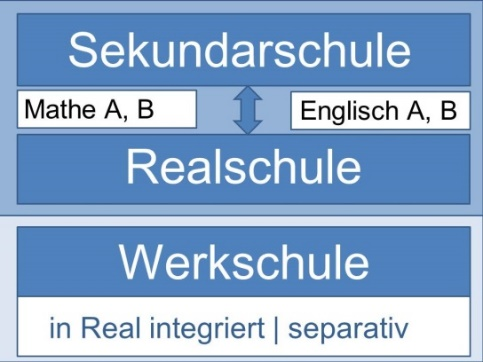 Sekundarschule
Mathe A, B
Englisch A, B
Realschule
Werkschule
in Real integriert | separativ